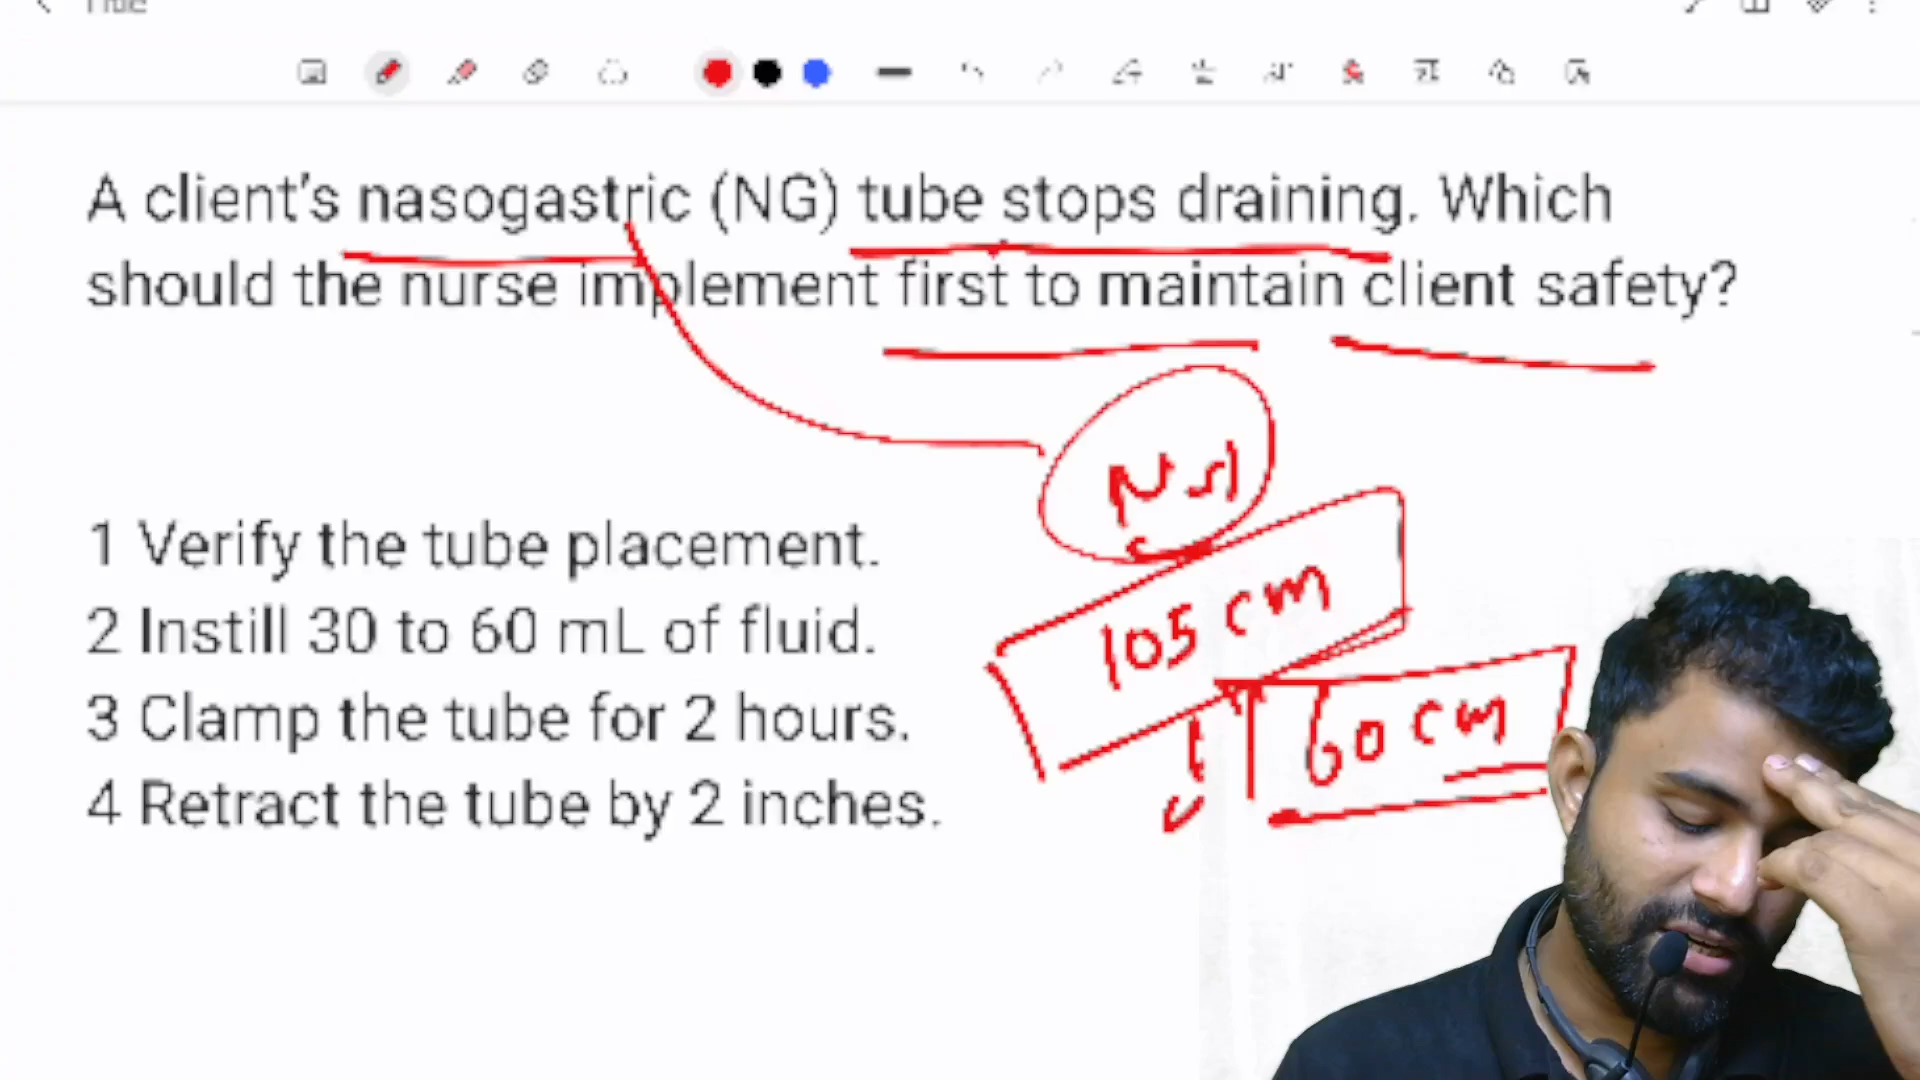 Title
A client's nasogastric (NG) tube stops draining. Which
should the nurse implement first to maintain client safety?
1 Verify the tube placement.
2 Instill 30 to 60 mL of fluid.
3 Clamp the tube for 2 hours.
4 Retract the tube by 2 inches.
105 cm
60 cm